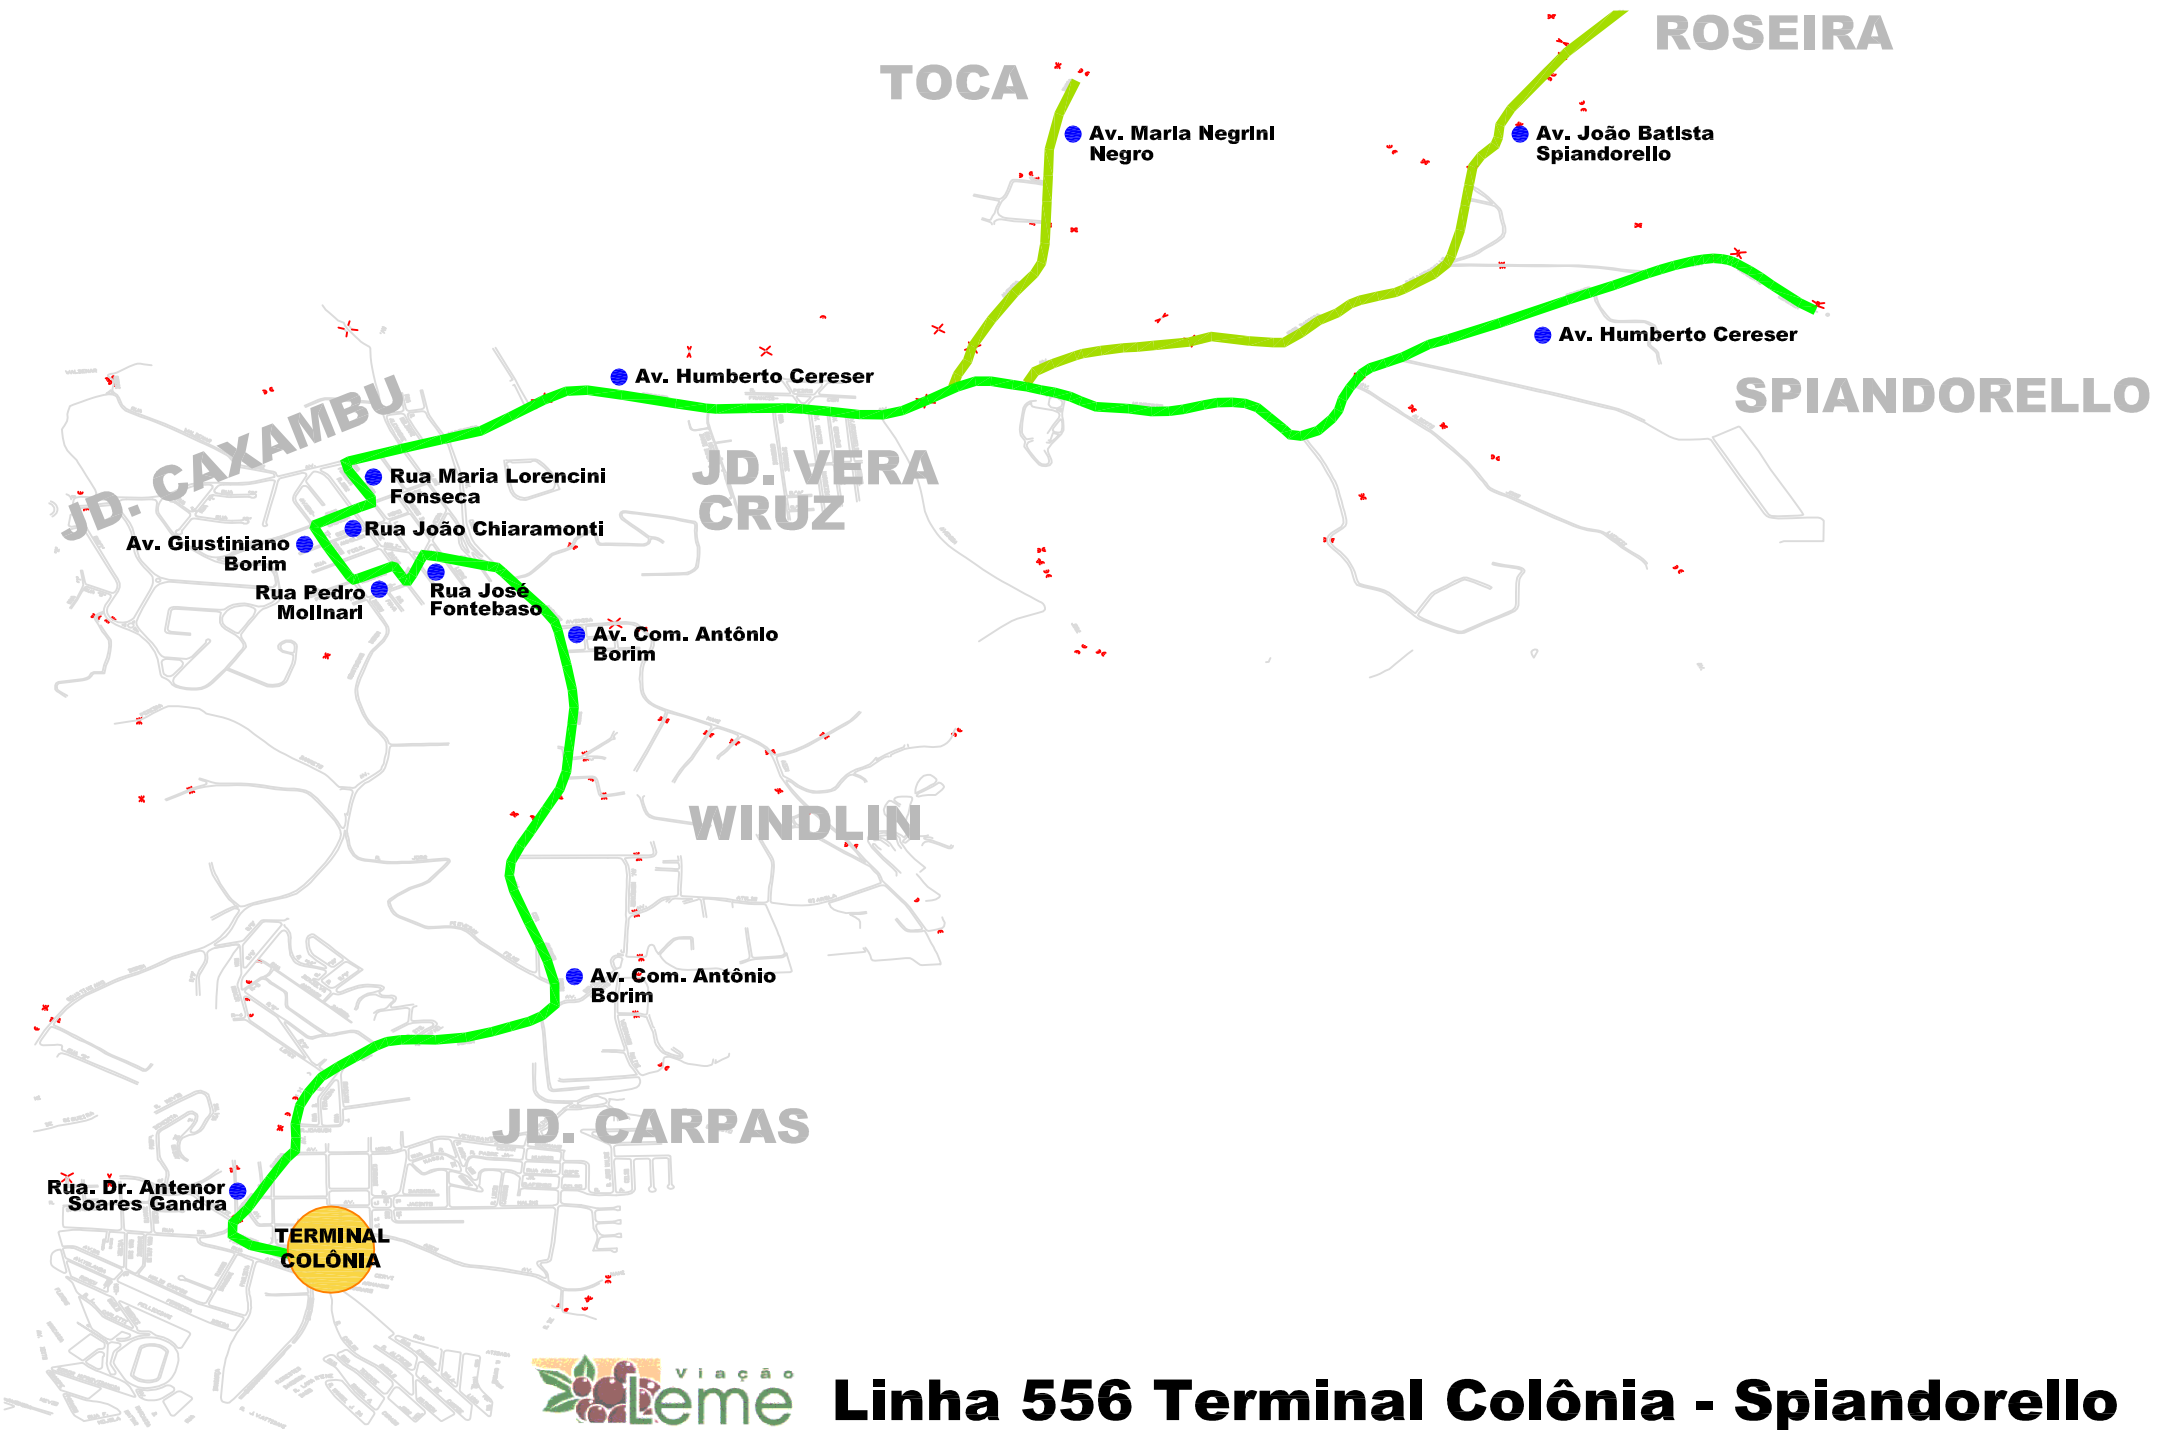 ROSEIRA
TOCA
Av. Maria Negrini
Negro
Av. João Batista
Spiandorello
Av. Humberto Cereser
Av. Humberto Cereser
SPIANDORELLO
JD. CAXAMBU
JD. VERA
CRUZ
Rua Maria Lorencini
Fonseca
Rua João Chiaramonti
Av. Giustiniano
Borim
Rua Pedro
Molinari
Rua José
Fontebaso
Av. Com. Antônio
Borim
WINDLIN
Av. Com. Antônio
Borim
JD. CARPAS
Rua. Dr. Antenor
Soares Gandra
TERMINAL
COLÔNIA
Viação
Leme
Linha 556 Terminal Colônia - Spiandorello